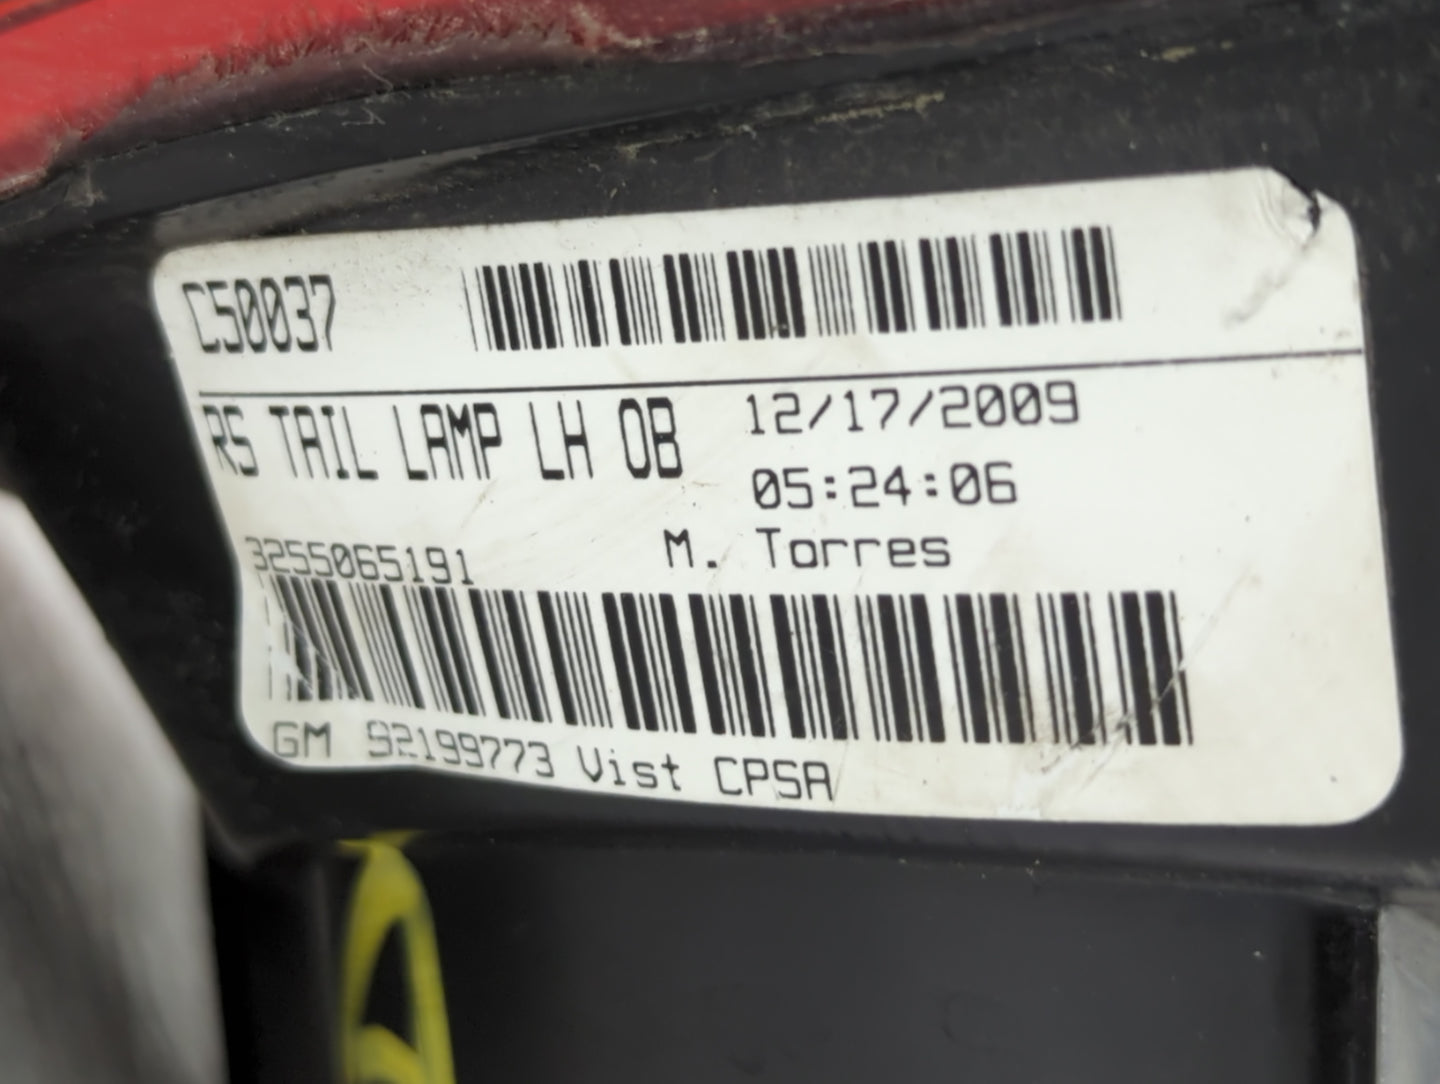 C50037
RS TAIL LAMP LH OB 12/17/2009
05:24:06
3255065191 M. Torres
GM 92199773 Vist CPSA